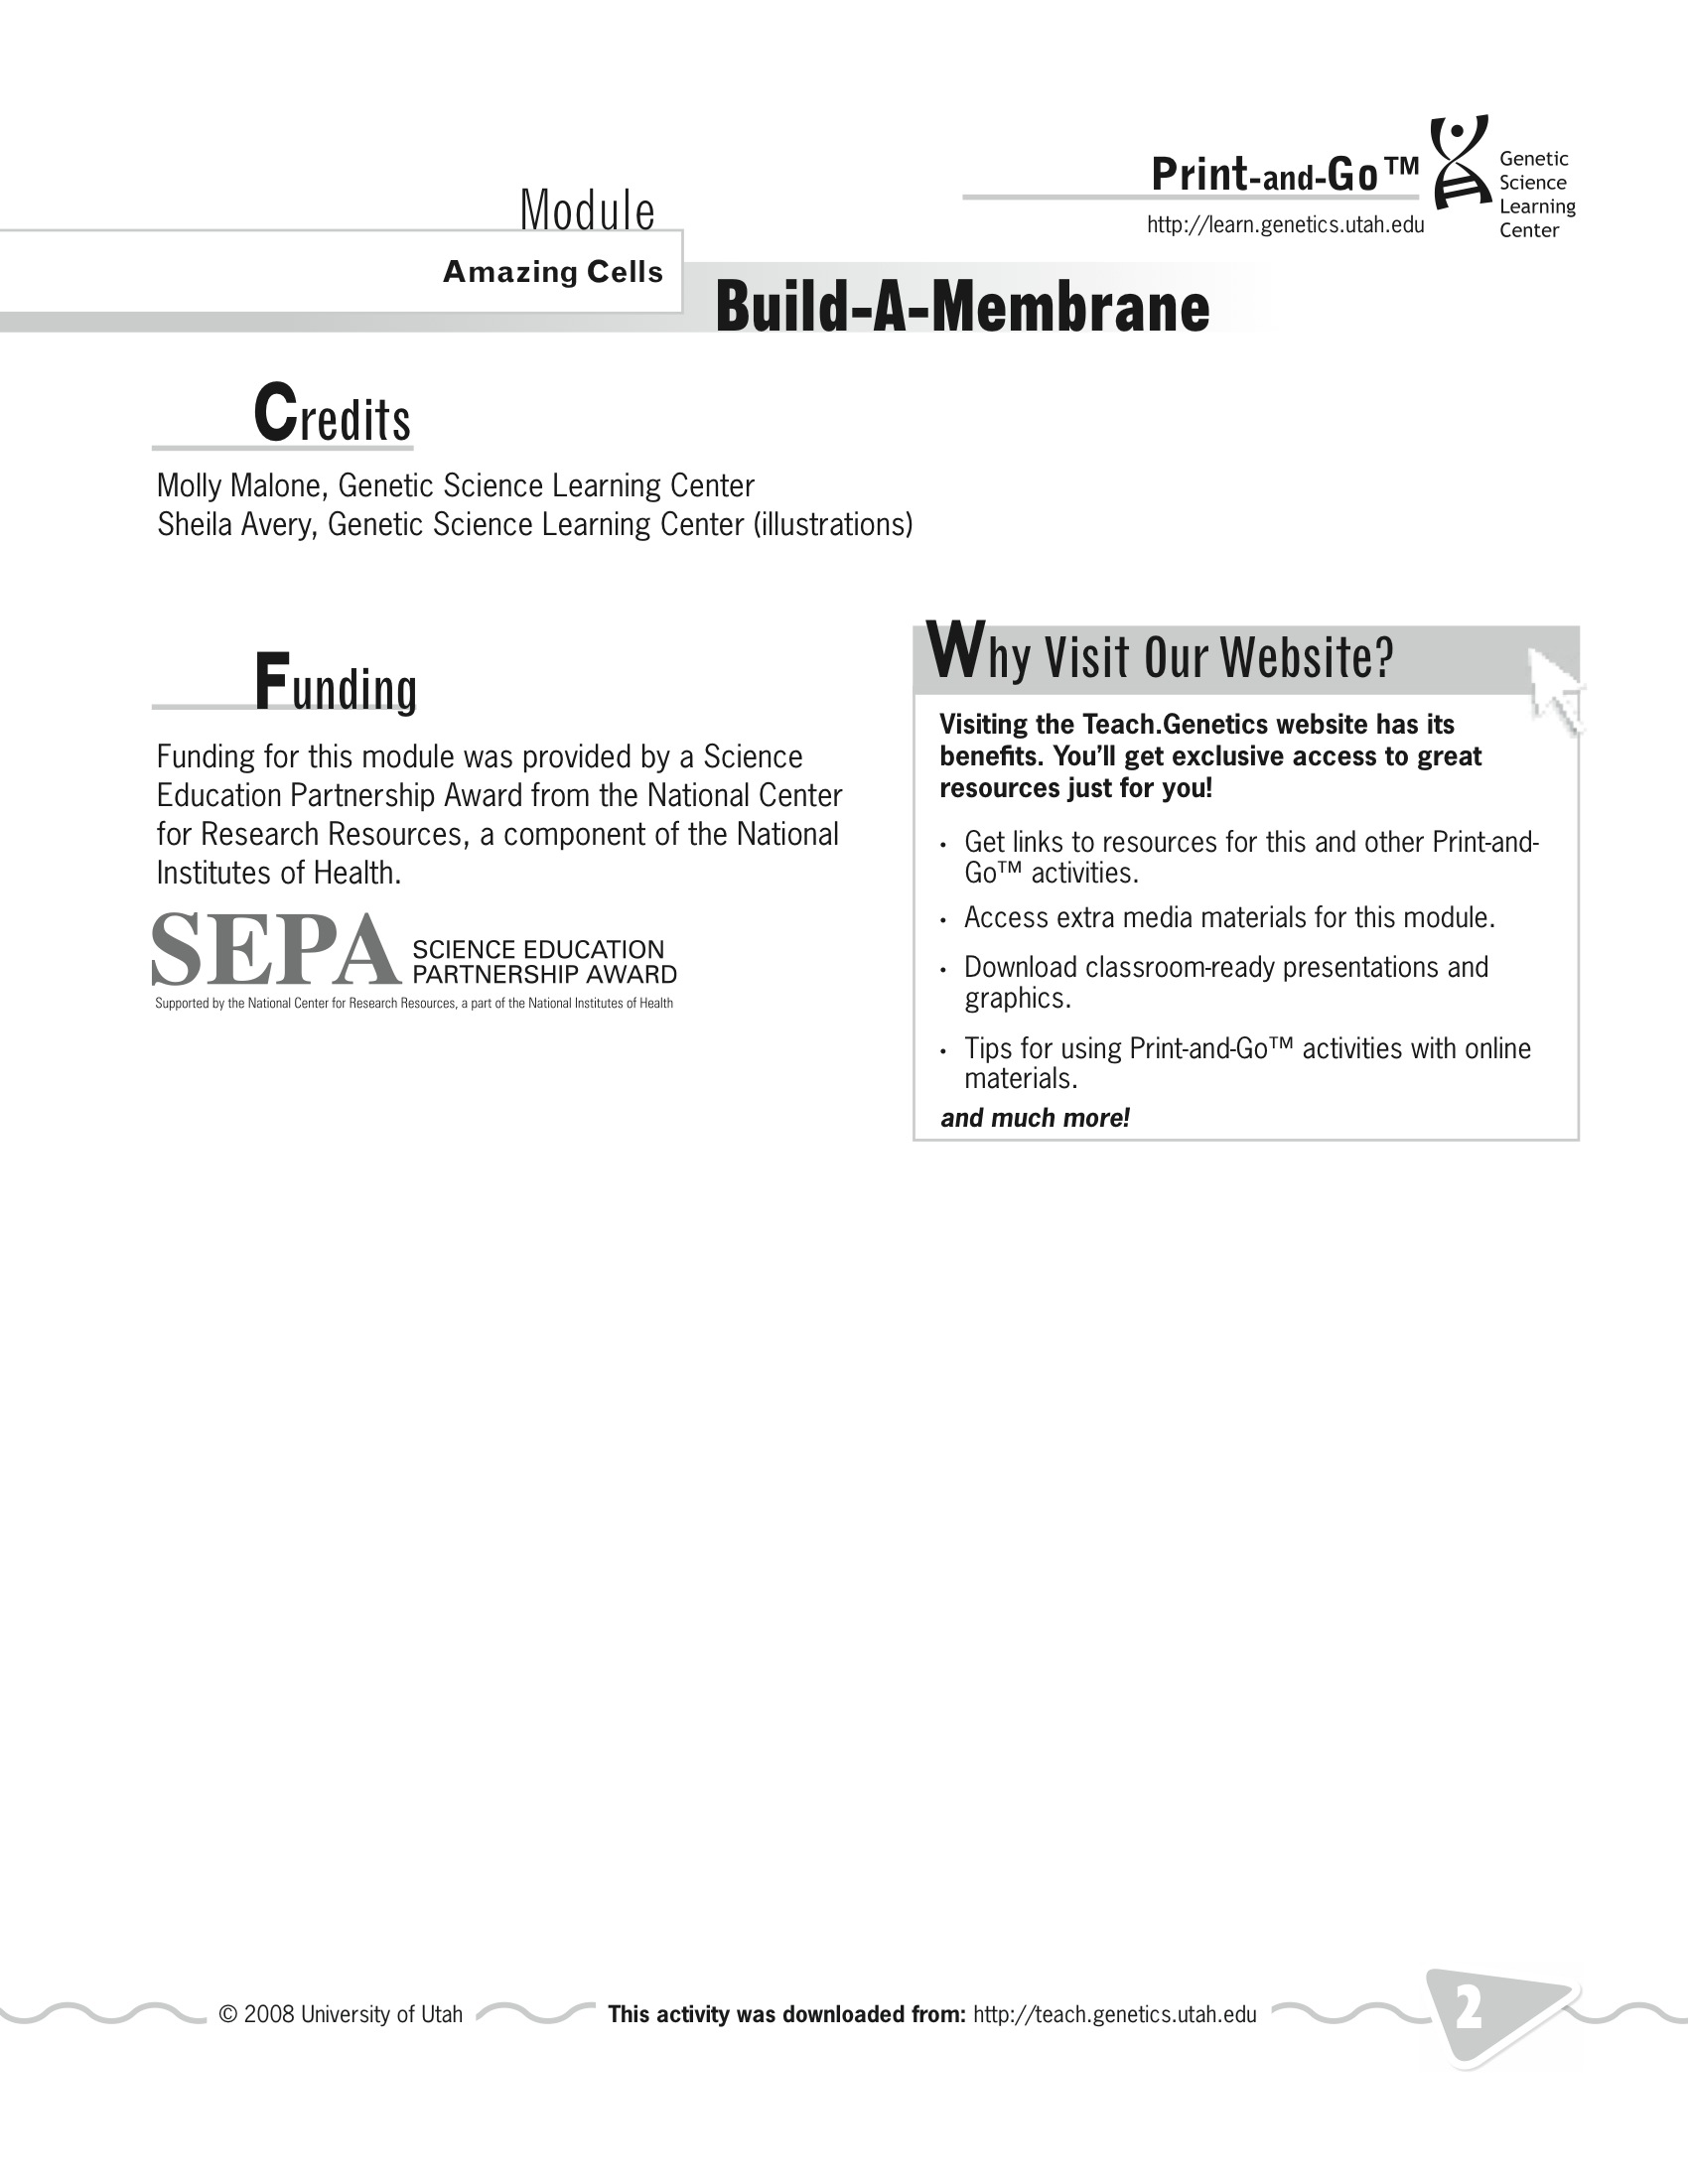 Print-and-Go™
http://learn.genetics.utah.edu
Genetic
Science
Learning
Center
Module
Amazing Cells
Build-A-Membrane
Credits
Molly Malone, Genetic Science Learning Center
Sheila Avery, Genetic Science Learning Center (illustrations)
Funding
Funding for this module was provided by a Science
Education Partnership Award from the National Center
for Research Resources, a component of the National
Institutes of Health.
SEPA
SCIENCE EDUCATION
PARTNERSHIP AWARD
Supported by the National Center for Research Resources, a part of the National Institutes of Health
Why Visit Our Website?
Visiting the Teach.Genetics website has its
benefits. You’ll get exclusive access to great
resources just for you!
• Get links to resources for this and other Print-and-
Go™ activities.
• Access extra media materials for this module.
• Download classroom-ready presentations and
graphics.
• Tips for using Print-and-Go™ activities with online
materials.
and much more!
© 2008 University of Utah
This activity was downloaded from: http://teach.genetics.utah.edu
2